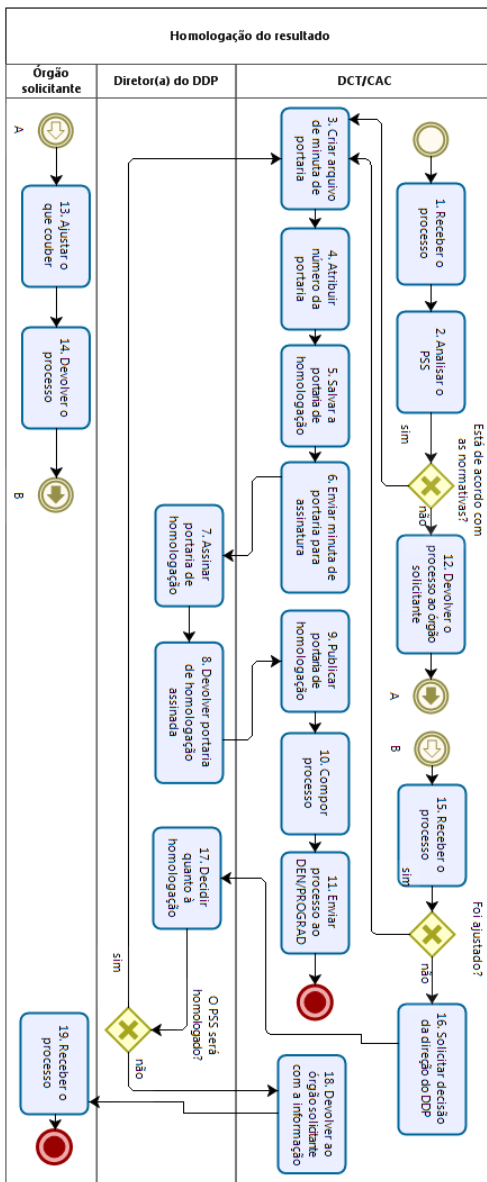 Homologação do resultado
DCT/CAC
Diretor(a) do DDP
Órgão
solicitante
1. Receber o
processo
2. Analisar o
PSS
Está de acordo com
as normativas?
sim
não
3. Criar arquivo
de minuta de
portaria
4. Atribuir
número da
portaria
5. Salvar a
portaria de
homologação
6. Enviar minuta de
portaria para
assinatura
7. Assinar
portaria de
homologação
8. Devolver portaria
de homologação
assinada
9. Publicar
portaria de
homologação
10. Compor
processo
11. Enviar
processo ao
DEN/PROGRAD
12. Devolver o
processo ao órgão
solicitante
A
A
13. Ajustar o
que couber
14. Devolver o
processo
B
B
15. Receber o
processo
Foi ajustado?
sim
não
16. Solicitar decisão
da direção do DDP
17. Decidir
quanto à
homologação
O PSS será
homologado?
sim
não
18. Devolver ao
órgão solicitante
com a informação
19. Receber o
processo